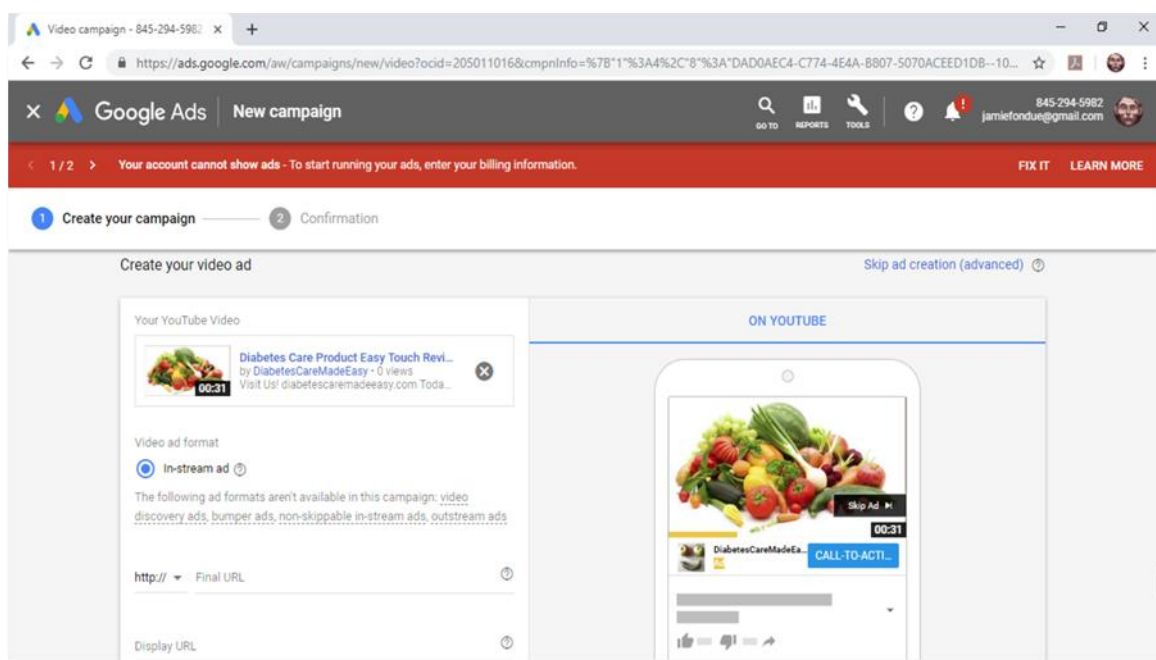 Video campaign - 845-294-5982
https://ads.google.com/aw/campaigns/new/video?ocid=205011016&cmpnInfo=%7B"1"%3A4%2C"8"%3A"DAD0AEC4-C774-4E4A-B807-5070ACEED1DB--10...
Google Ads | New campaign
GO TO REPORTS TOOLS
845-294-5982
jamiefondue@gmail.com
1 / 2 Your account cannot show ads - To start running your ads, enter your billing information. FIX IT LEARN MORE
1 Create your campaign 2 Confirmation
Create your video ad Skip ad creation (advanced)
Your YouTube Video
Diabetes Care Product Easy Touch Revi...
by DiabetesCareMadeEasy • 0 views
Visit Us! diabetescaremadeeasy.com Toda...
00:31
Video ad format
In-stream ad
The following ad formats aren't available in this campaign: video
discovery ads, bumper ads, non-skippable in-stream ads, outstream ads
http:// Final URL
Display URL
ON YOUTUBE
Skip Ad
00:31
DiabetesCareMadeEa...
Ad
CALL-TO-ACTI...